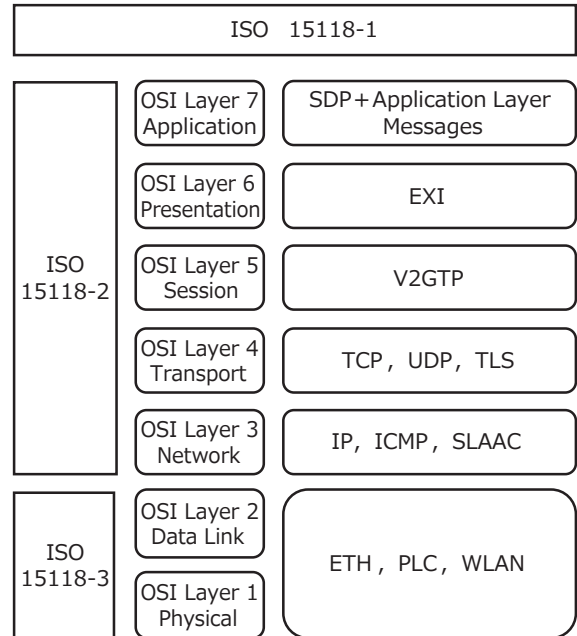 ISO 15118-1
ISO
15118-2
OSI Layer 7
Application
SDP+Application Layer
Messages
OSI Layer 6
Presentation
EXI
OSI Layer 5
Session
V2GTP
OSI Layer 4
Transport
TCP, UDP, TLS
OSI Layer 3
Network
IP, ICMP, SLAAC
ISO
15118-3
OSI Layer 2
Data Link
OSI Layer 1
Physical
ETH, PLC, WLAN